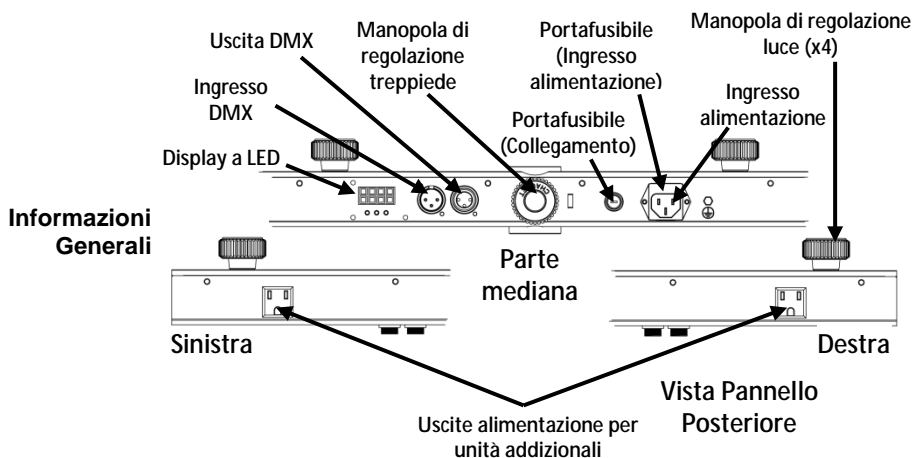 Uscita DMX
Manopola di
regolazione
treppiede
Portafusibile
(Ingresso
alimentazione)
Manopola di regolazione
luce (x4)
Ingresso
DMX
Ingresso
alimentazione
Portafusibile
(Collegamento)
Display a LED
Informazioni
Generali
Parte
mediana
Sinistra
Destra
Vista Pannello
Posteriore
Uscite alimentazione per
unità addizionali